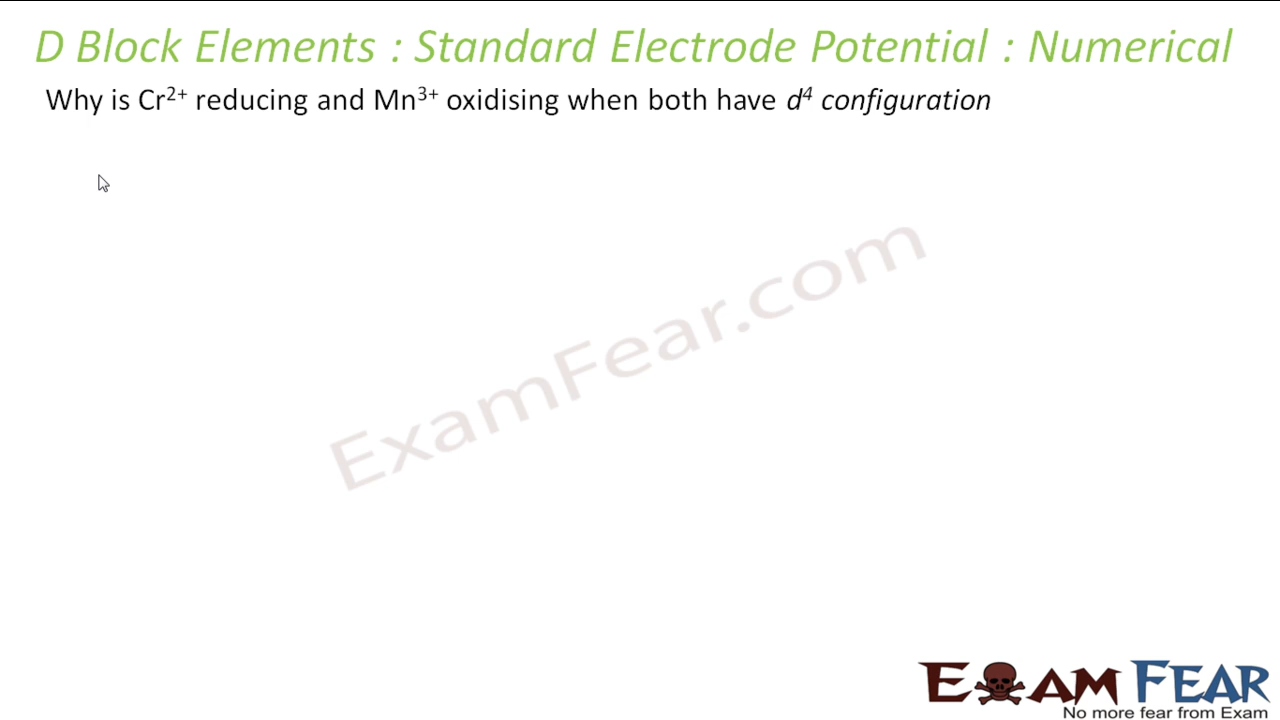 D Block Elements : Standard Electrode Potential : Numerical
Why is Cr²⁺ reducing and Mn³⁺ oxidising when both have d⁴ configuration
ExamFear.com
EXAM FEAR
No more fear from Exam